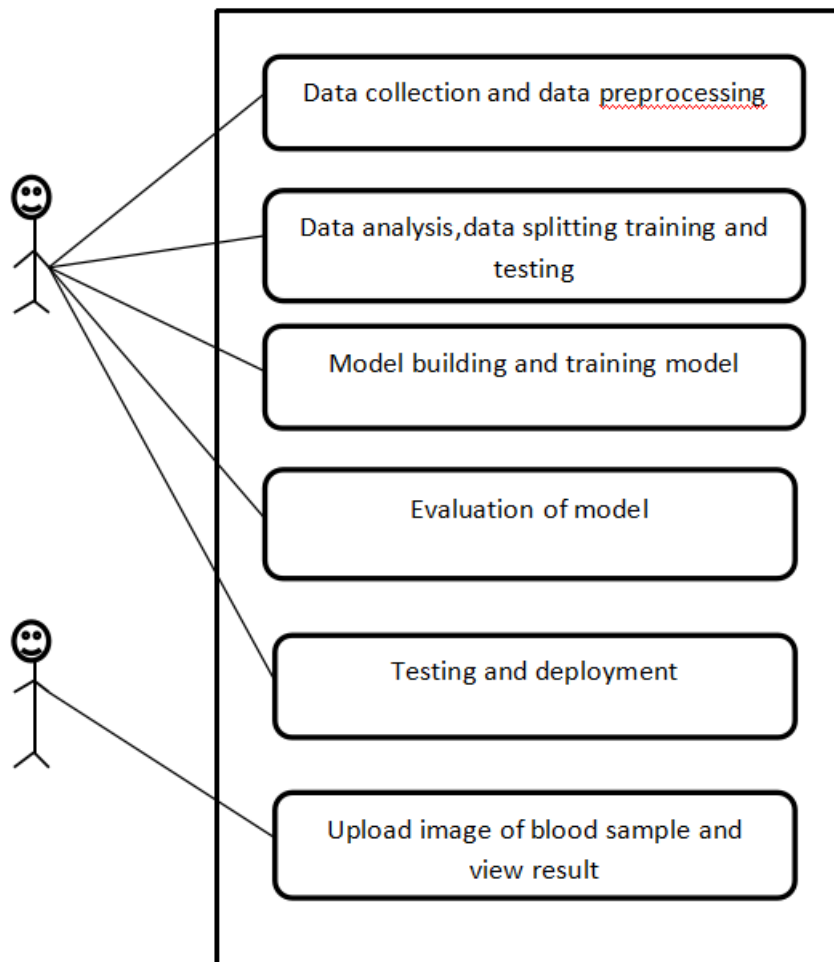 Data collection and data preprocessing
Data analysis,data splitting training and
testing
Model building and training model
Evaluation of model
Testing and deployment
Upload image of blood sample and
view result